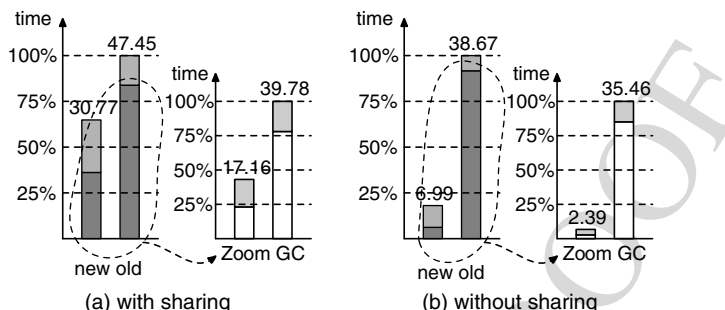 time
47.45
100%
75%
50%
25%
30.77
new old
time
39.78
100%
75%
50%
25%
17.16
Zoom GC
(a) with sharing
time
38.67
100%
75%
50%
25%
6.99
new old
time
35.46
100%
75%
50%
25%
2.39
Zoom GC
(b) without sharing
OOF